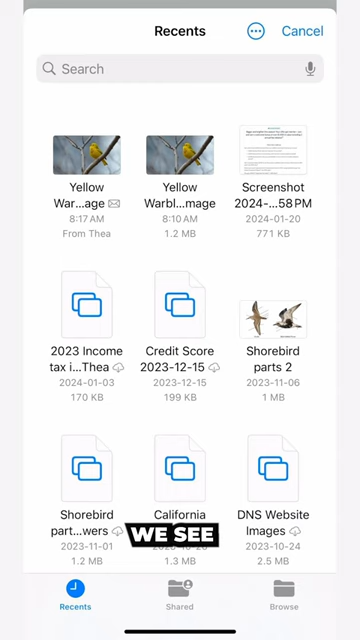 Recents
Cancel
Search
Yellow
War...age
8:17 AM
From Thea
Yellow
Warbl...mage
8:10 AM
1.2 MB
Screenshot
2024-...58 PM
2024-01-20
771 KB
2023 Income
tax i...Thea
2024-01-03
170 KB
Credit Score
2023-12-15
2023-12-15
199 KB
Shorebird
parts 2
2023-11-06
1 MB
Shorebird
part...wers
2023-11-01
1.2 MB
California
1.3 MB
DNS Website
Images
2023-10-24
2.5 MB
WE SEE
Recents
Shared
Browse